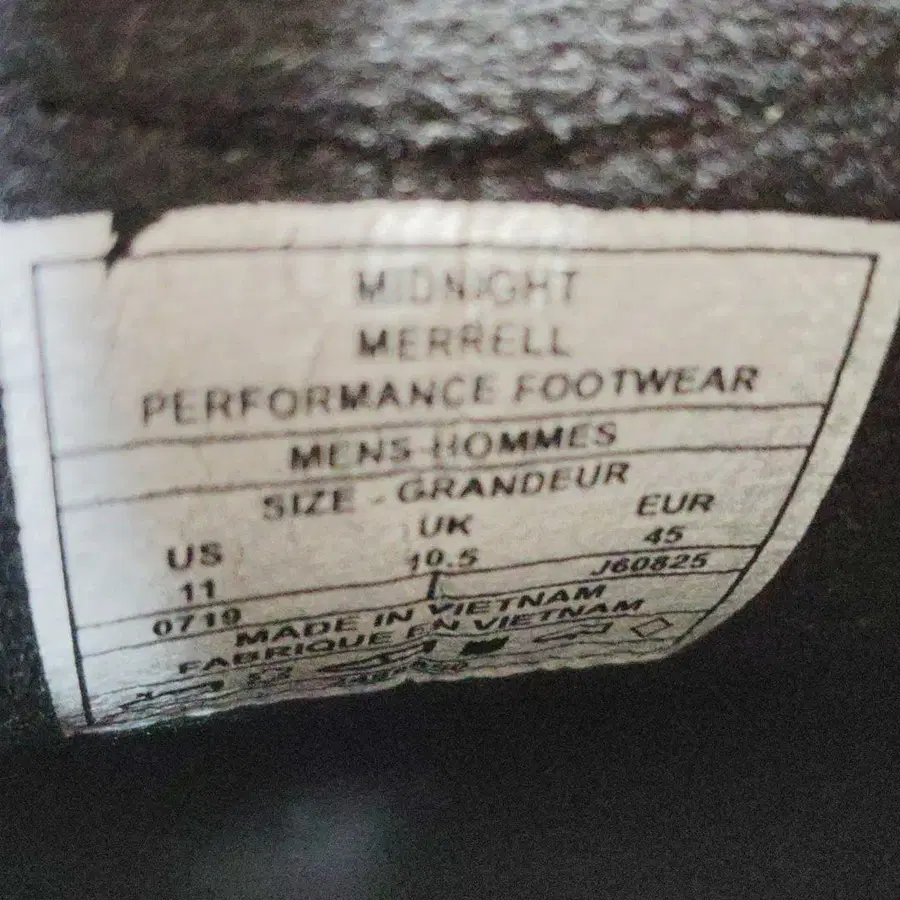 MIDNIGHT
MERRELL
PERFORMANCE FOOTWEAR
MENS-HOMMES
SIZE - GRANDEUR
US UK EUR
11 10.5 45
0719 J60825
MADE IN VIETNAM
FABRIQUE EN VIETNAM